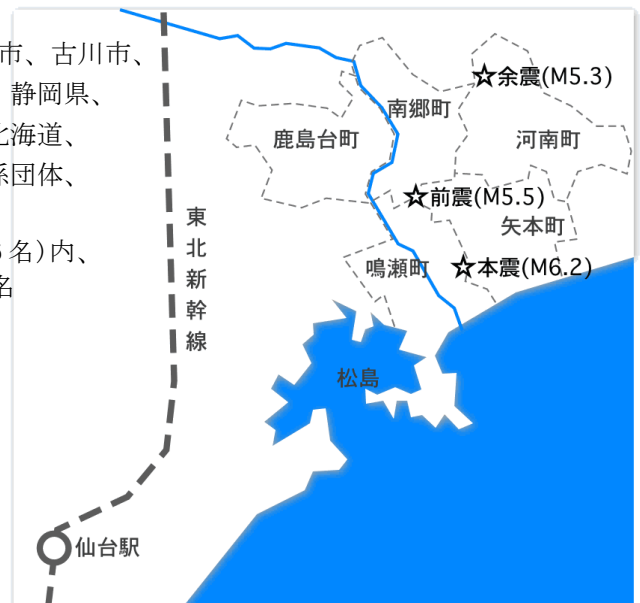 市、古川市、
静岡県、
北海道、
係団体、
名)内、
名
☆余震(M5.3)
南郷町
鹿島台町
河南町
☆前震(M5.5)
矢本町
鳴瀬町
☆本震(M6.2)
東北新幹線
松島
仙台駅